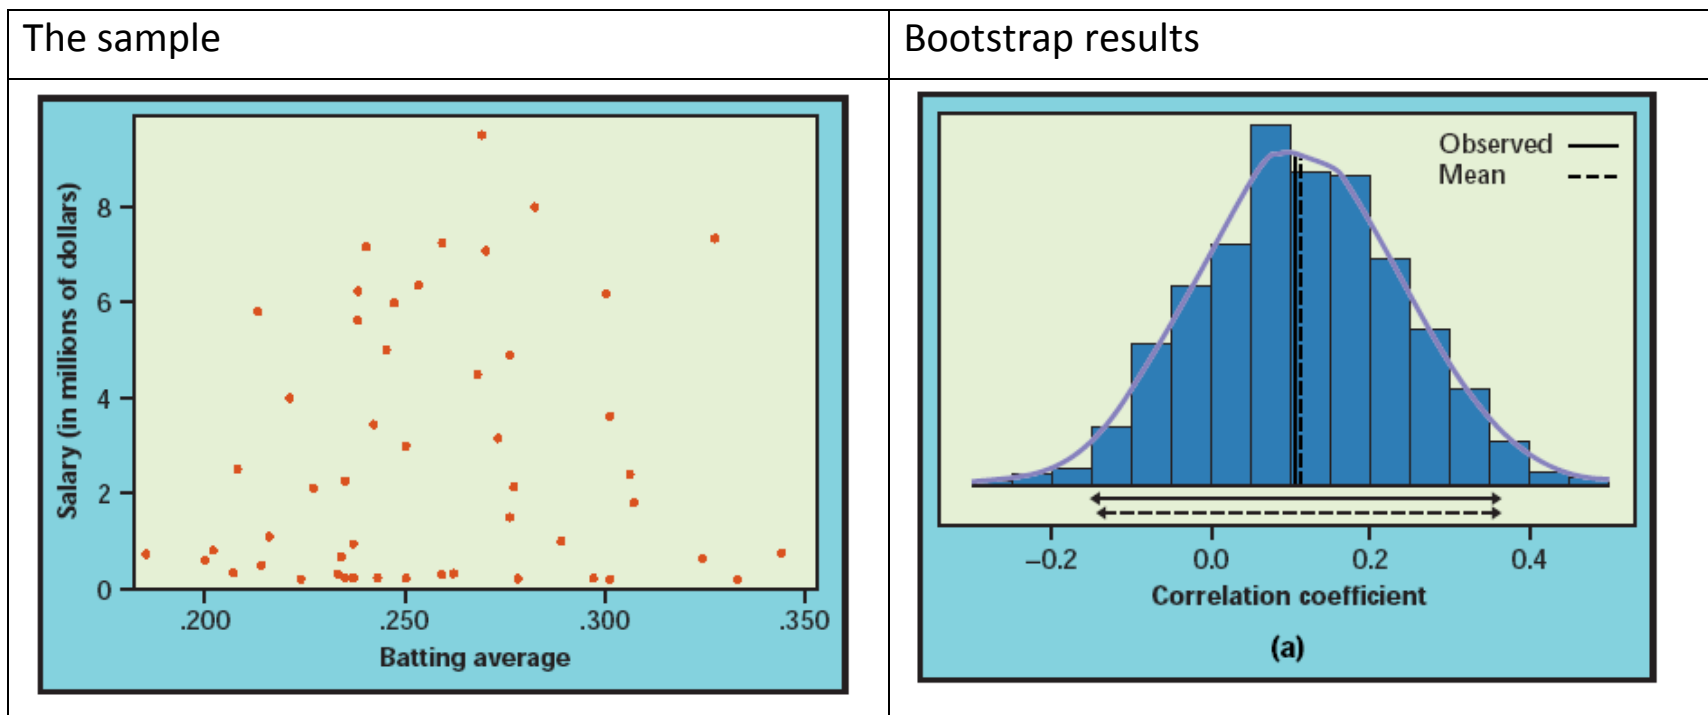 The sample
Bootstrap results
Salary (in millions of dollars)
8
6
4
2
0
.200 .250 .300 .350
Batting average
Observed
Mean
−0.2 0.0 0.2 0.4
Correlation coefficient
(a)